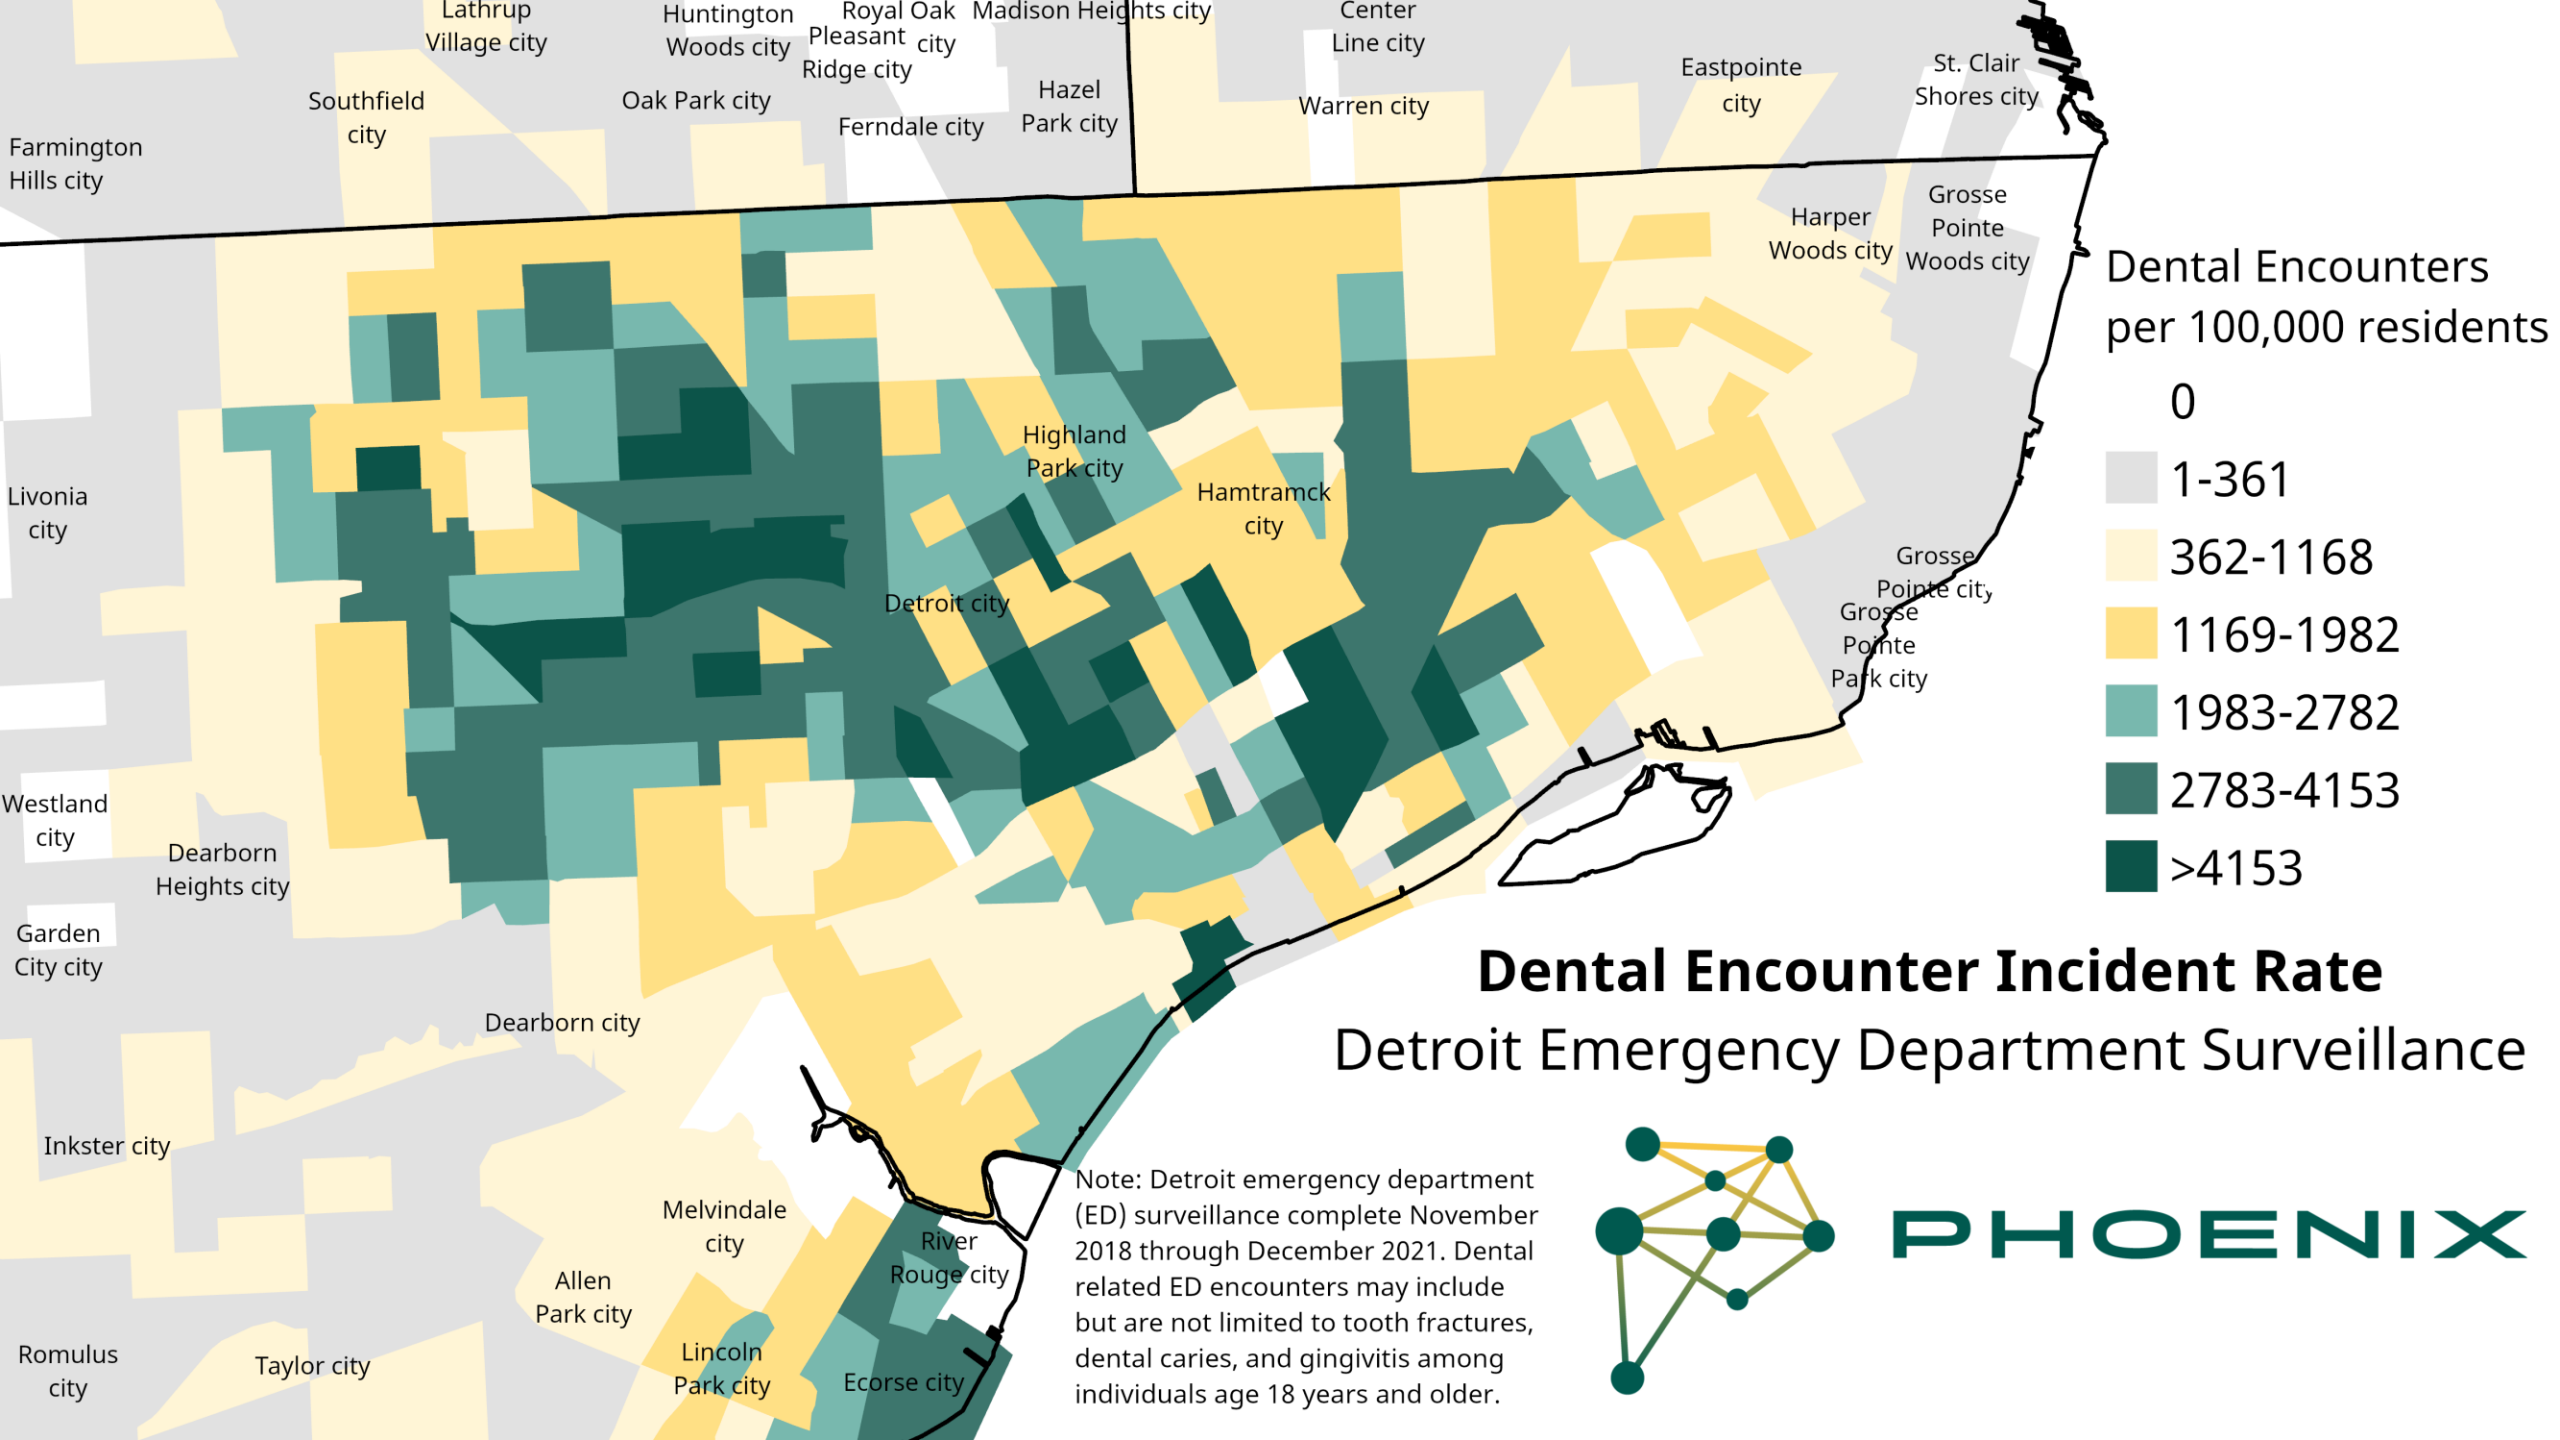 Lathrup
Village city
Huntington
Woods city
Royal Oak
city
Pleasant
Ridge city
Madison Heights city
Center
Line city
Southfield
city
Oak Park city
Ferndale city
Hazel
Park city
Warren city
Eastpointe
city
St. Clair
Shores city
Farmington
Hills city
Harper
Woods city
Grosse
Pointe
Woods city
Livonia
city
Highland
Park city
Hamtramck
city
Detroit city
Grosse
Pointe city
Grosse
Pointe
Park city
Westland
city
Dearborn
Heights city
Garden
City city
Dearborn city
Inkster city
Melvindale
city
River
Rouge city
Allen
Park city
Lincoln
Park city
Ecorse city
Romulus
city
Taylor city
Dental Encounters
per 100,000 residents
0
1-361
362-1168
1169-1982
1983-2782
2783-4153
>4153
Dental Encounter Incident Rate
Detroit Emergency Department Surveillance
Note: Detroit emergency department
(ED) surveillance complete November
2018 through December 2021. Dental
related ED encounters may include
but are not limited to tooth fractures,
dental caries, and gingivitis among
individuals age 18 years and older.
PHOENIX